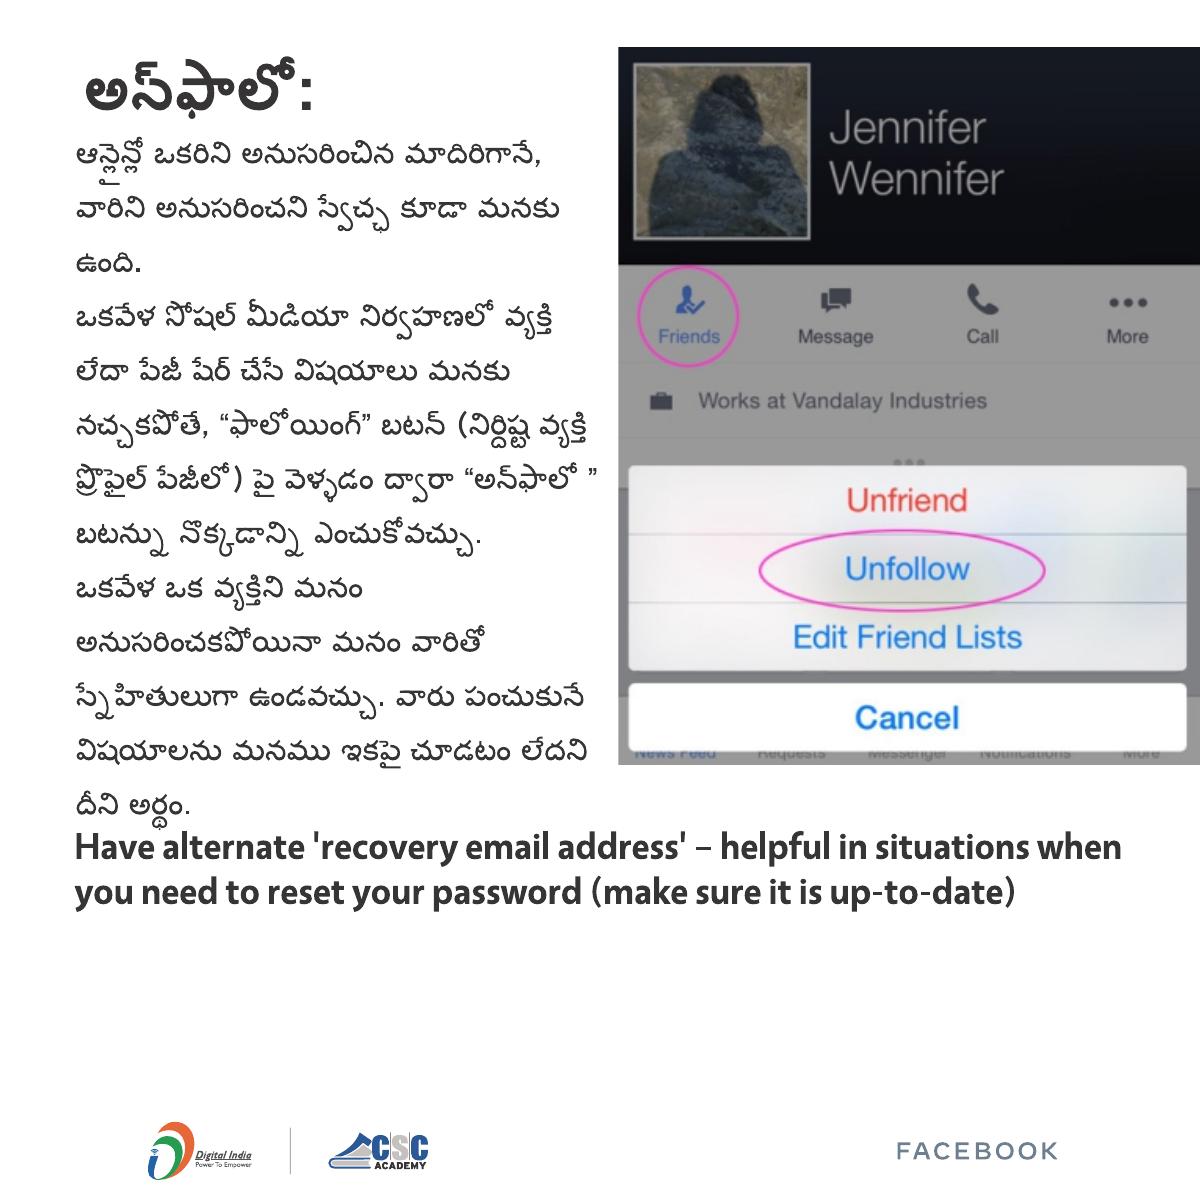 అన్‌ఫాలో:
ఆన్లైన్లో ఒకరిని అనుసరించిన మాదిరిగానే,
వారిని అనుసరించని స్వేచ్ఛ కూడా మనకు
ఉంది.
ఒకవేళ సోషల్ మీడియా నిర్వహణలో వ్యక్తి
లేదా పేజీ షేర్ చేసే విషయాలు మనకు
నచ్చకపోతే, “ఫాలోయింగ్” బటన్ (నిర్దిష్ట వ్యక్తి
ప్రొఫైల్ పేజీలో) పై వెళ్ళడం ద్వారా “అన్‌ఫాలో ”
బటన్ను నొక్కడాన్ని ఎంచుకోవచ్చు.
ఒకవేళ ఒక వ్యక్తిని మనం
అనుసరించకపోయినా మనం వారితో
స్నేహితులుగా ఉండవచ్చు. వారు పంచుకునే
విషయాలను మనము ఇకపై చూడటం లేదని
దీని అర్థం.
Jennifer
Wennifer
Friends Message Call More
Works at Vandalay Industries
Unfriend
Unfollow
Edit Friend Lists
Cancel
News Feed Requests Messenger Notifications More
Have alternate 'recovery email address' – helpful in situations when
you need to reset your password (make sure it is up-to-date)
Digital India
Power To Empower
CSC
ACADEMY
FACEBOOK